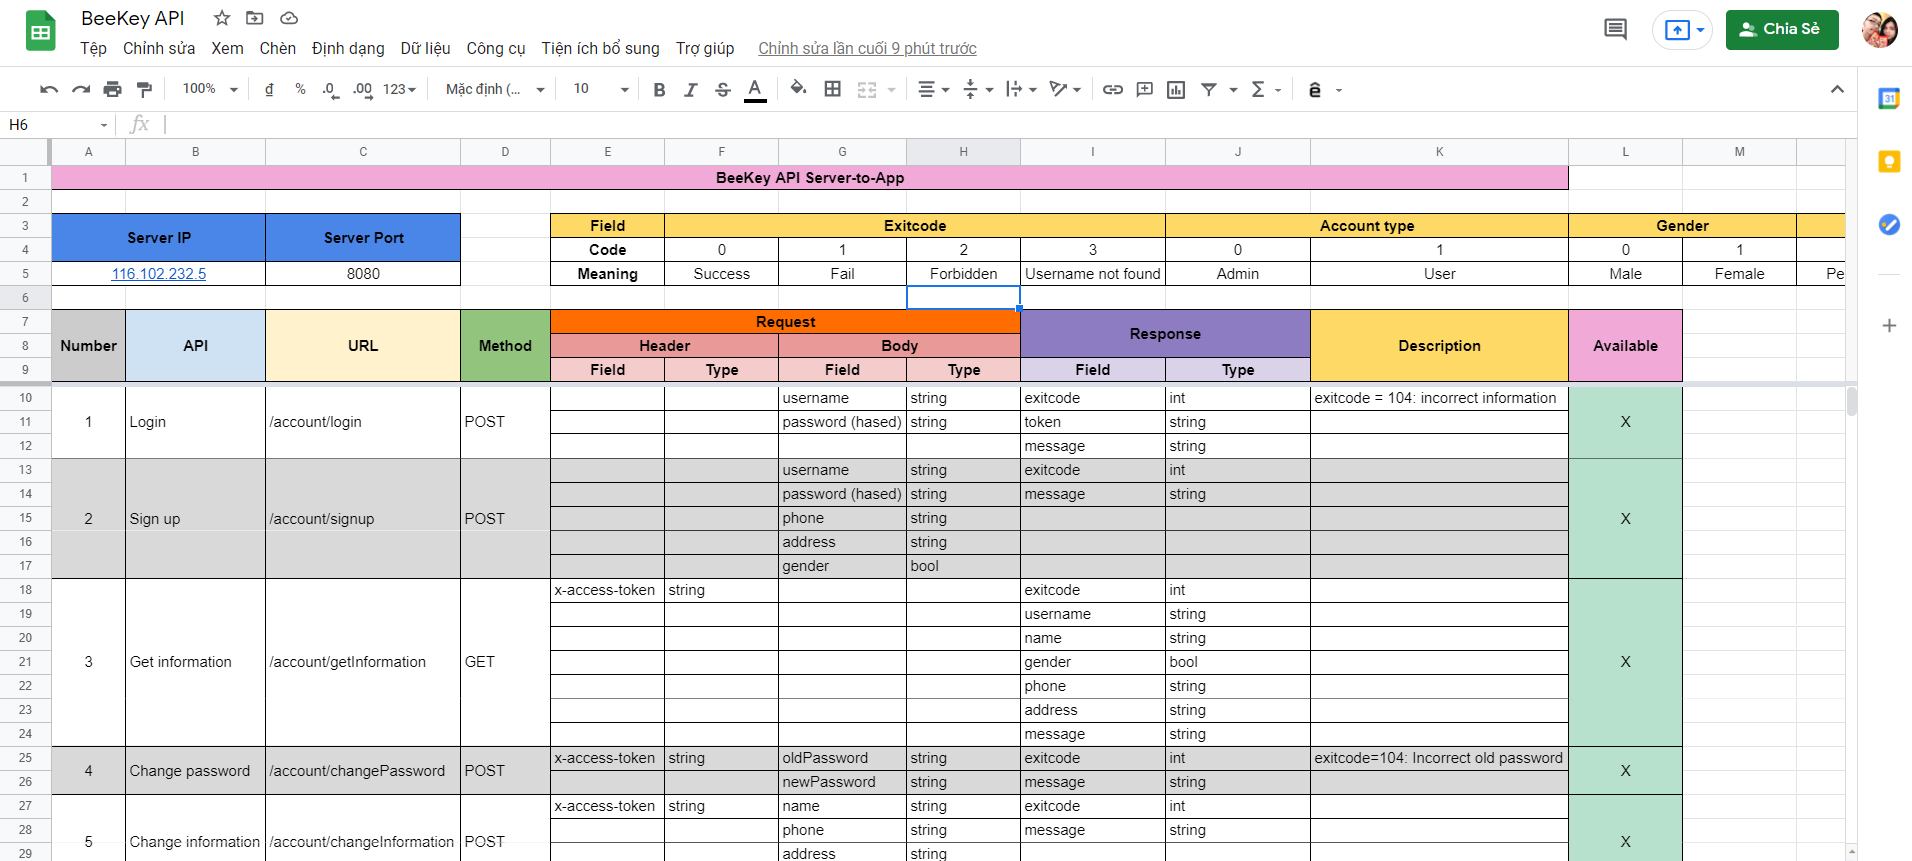 BeeKey API
Tệp Chỉnh sửa Xem Chèn Định dạng Dữ liệu Công cụ Tiện ích bổ sung Trợ giúp Chỉnh sửa lần cuối 9 phút trước
Chia Sẻ
100% đ % .0 .00 123 Mặc định (... 10 B I S A Σ ê
31
H6 fx
A B C D E F G H I J K L M
1 BeeKey API Server-to-App
2
3 Server IP Server Port Field Exitcode Account type Gender
4 Code 0 1 2 3 0 1 0 1
5 116.102.232.5 8080 Meaning Success Fail Forbidden Username not found Admin User Male Female Pe
6
7 Number API URL Method Request Response Description Available
8 Header Body
9 Field Type Field Type Field Type
10 username string exitcode int exitcode = 104: incorrect information
11 1 Login /account/login POST password (hased) string token string X
12 message string
13 username string exitcode int
14 password (hased) string message string
15 2 Sign up /account/signup POST phone string X
16 address string
17 gender bool
18 x-access-token string exitcode int
19 username string
20 name string
21 3 Get information /account/getInformation GET gender bool X
22 phone string
23 address string
24 message string
25 4 Change password /account/changePassword POST x-access-token string oldPassword string exitcode int exitcode=104: Incorrect old password X
26 newPassword string message string
27 x-access-token string name string exitcode int
28 5 Change information /account/changeInformation POST phone string message string X
29 address string